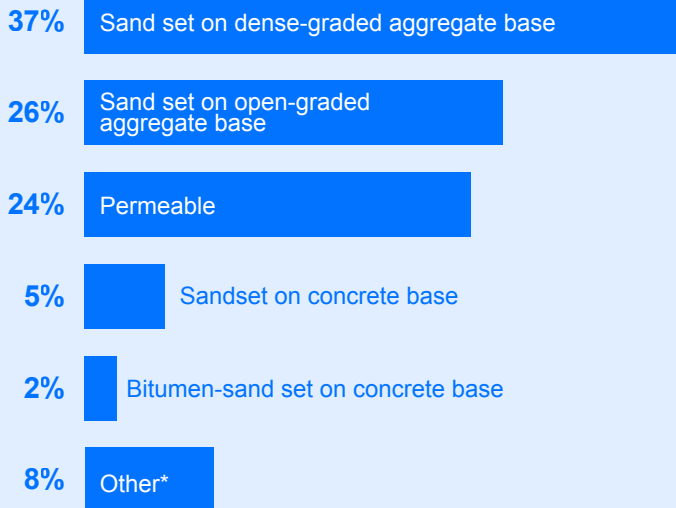 37% Sand set on dense-graded aggregate base
26% Sand set on open-graded
aggregate base
24% Permeable
5% Sandset on concrete base
2% Bitumen-sand set on concrete base
8% Other*